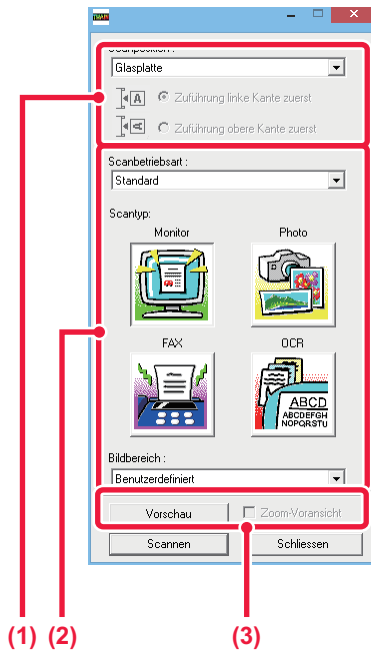 Scanposition :
Glasplatte
A Zuführung linke Kante zuerst
A Zuführung obere Kante zuerst
Scanbetriebsart :
Standard
Scantyp:
Monitor Photo
FAX OCR
ABCD
ABCDEFGH
NOPQRSTU
Bildbereich :
Benutzerdefiniert
Vorschau Zoom-Voransicht
Scannen Schliessen
(1) (2) (3)